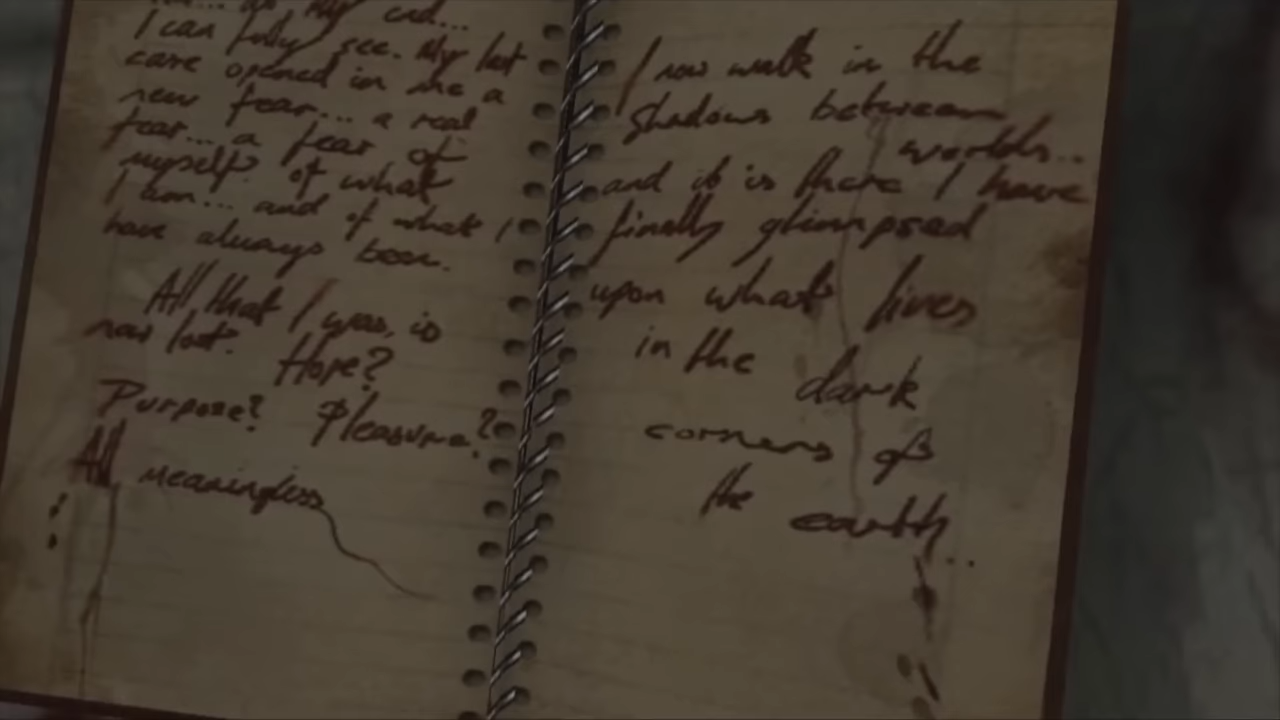 my end...
I can fully see. My last
case opened in me a
new fear... a real
fear... a fear of
myself. of what
I am... and of what I
have always been.
All that I was, is
now lost.
Hope?
Purpose? Pleasure?
All meaningless
I now walk in the
shadows between
worlds..
and it is there I have
finally glimpsed
upon what lives
in the
dark
corners of
the
earth...